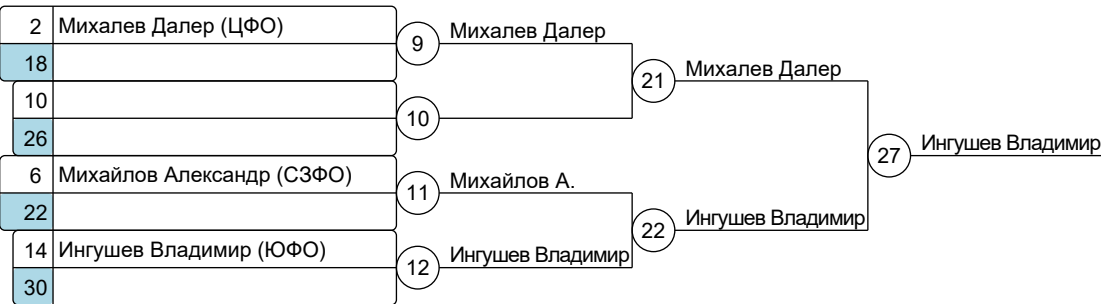 2 Михалев Далер (ЦФО)
18
10
26
6 Михайлов Александр (СЗФО)
22
14 Ингушев Владимир (ЮФО)
30
9 Михалев Далер
10
11 Михайлов А.
12 Ингушев Владимир
21 Михалев Далер
22 Ингушев Владимир
27 Ингушев Владимир